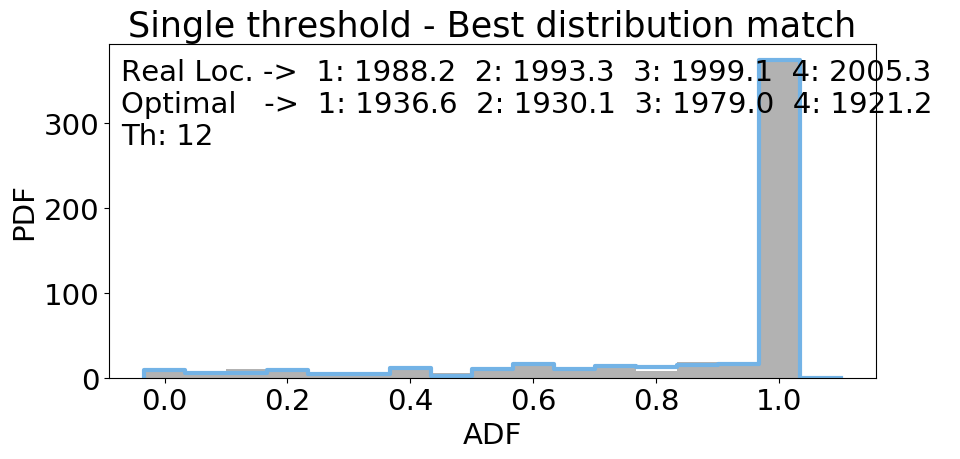 Single threshold - Best distribution match
Real Loc. -> 1: 1988.2 2: 1993.3 3: 1999.1 4: 2005.3
Optimal -> 1: 1936.6 2: 1930.1 3: 1979.0 4: 1921.2
Th: 12
PDF
300
200
100
0
0.0 0.2 0.4 0.6 0.8 1.0
ADF